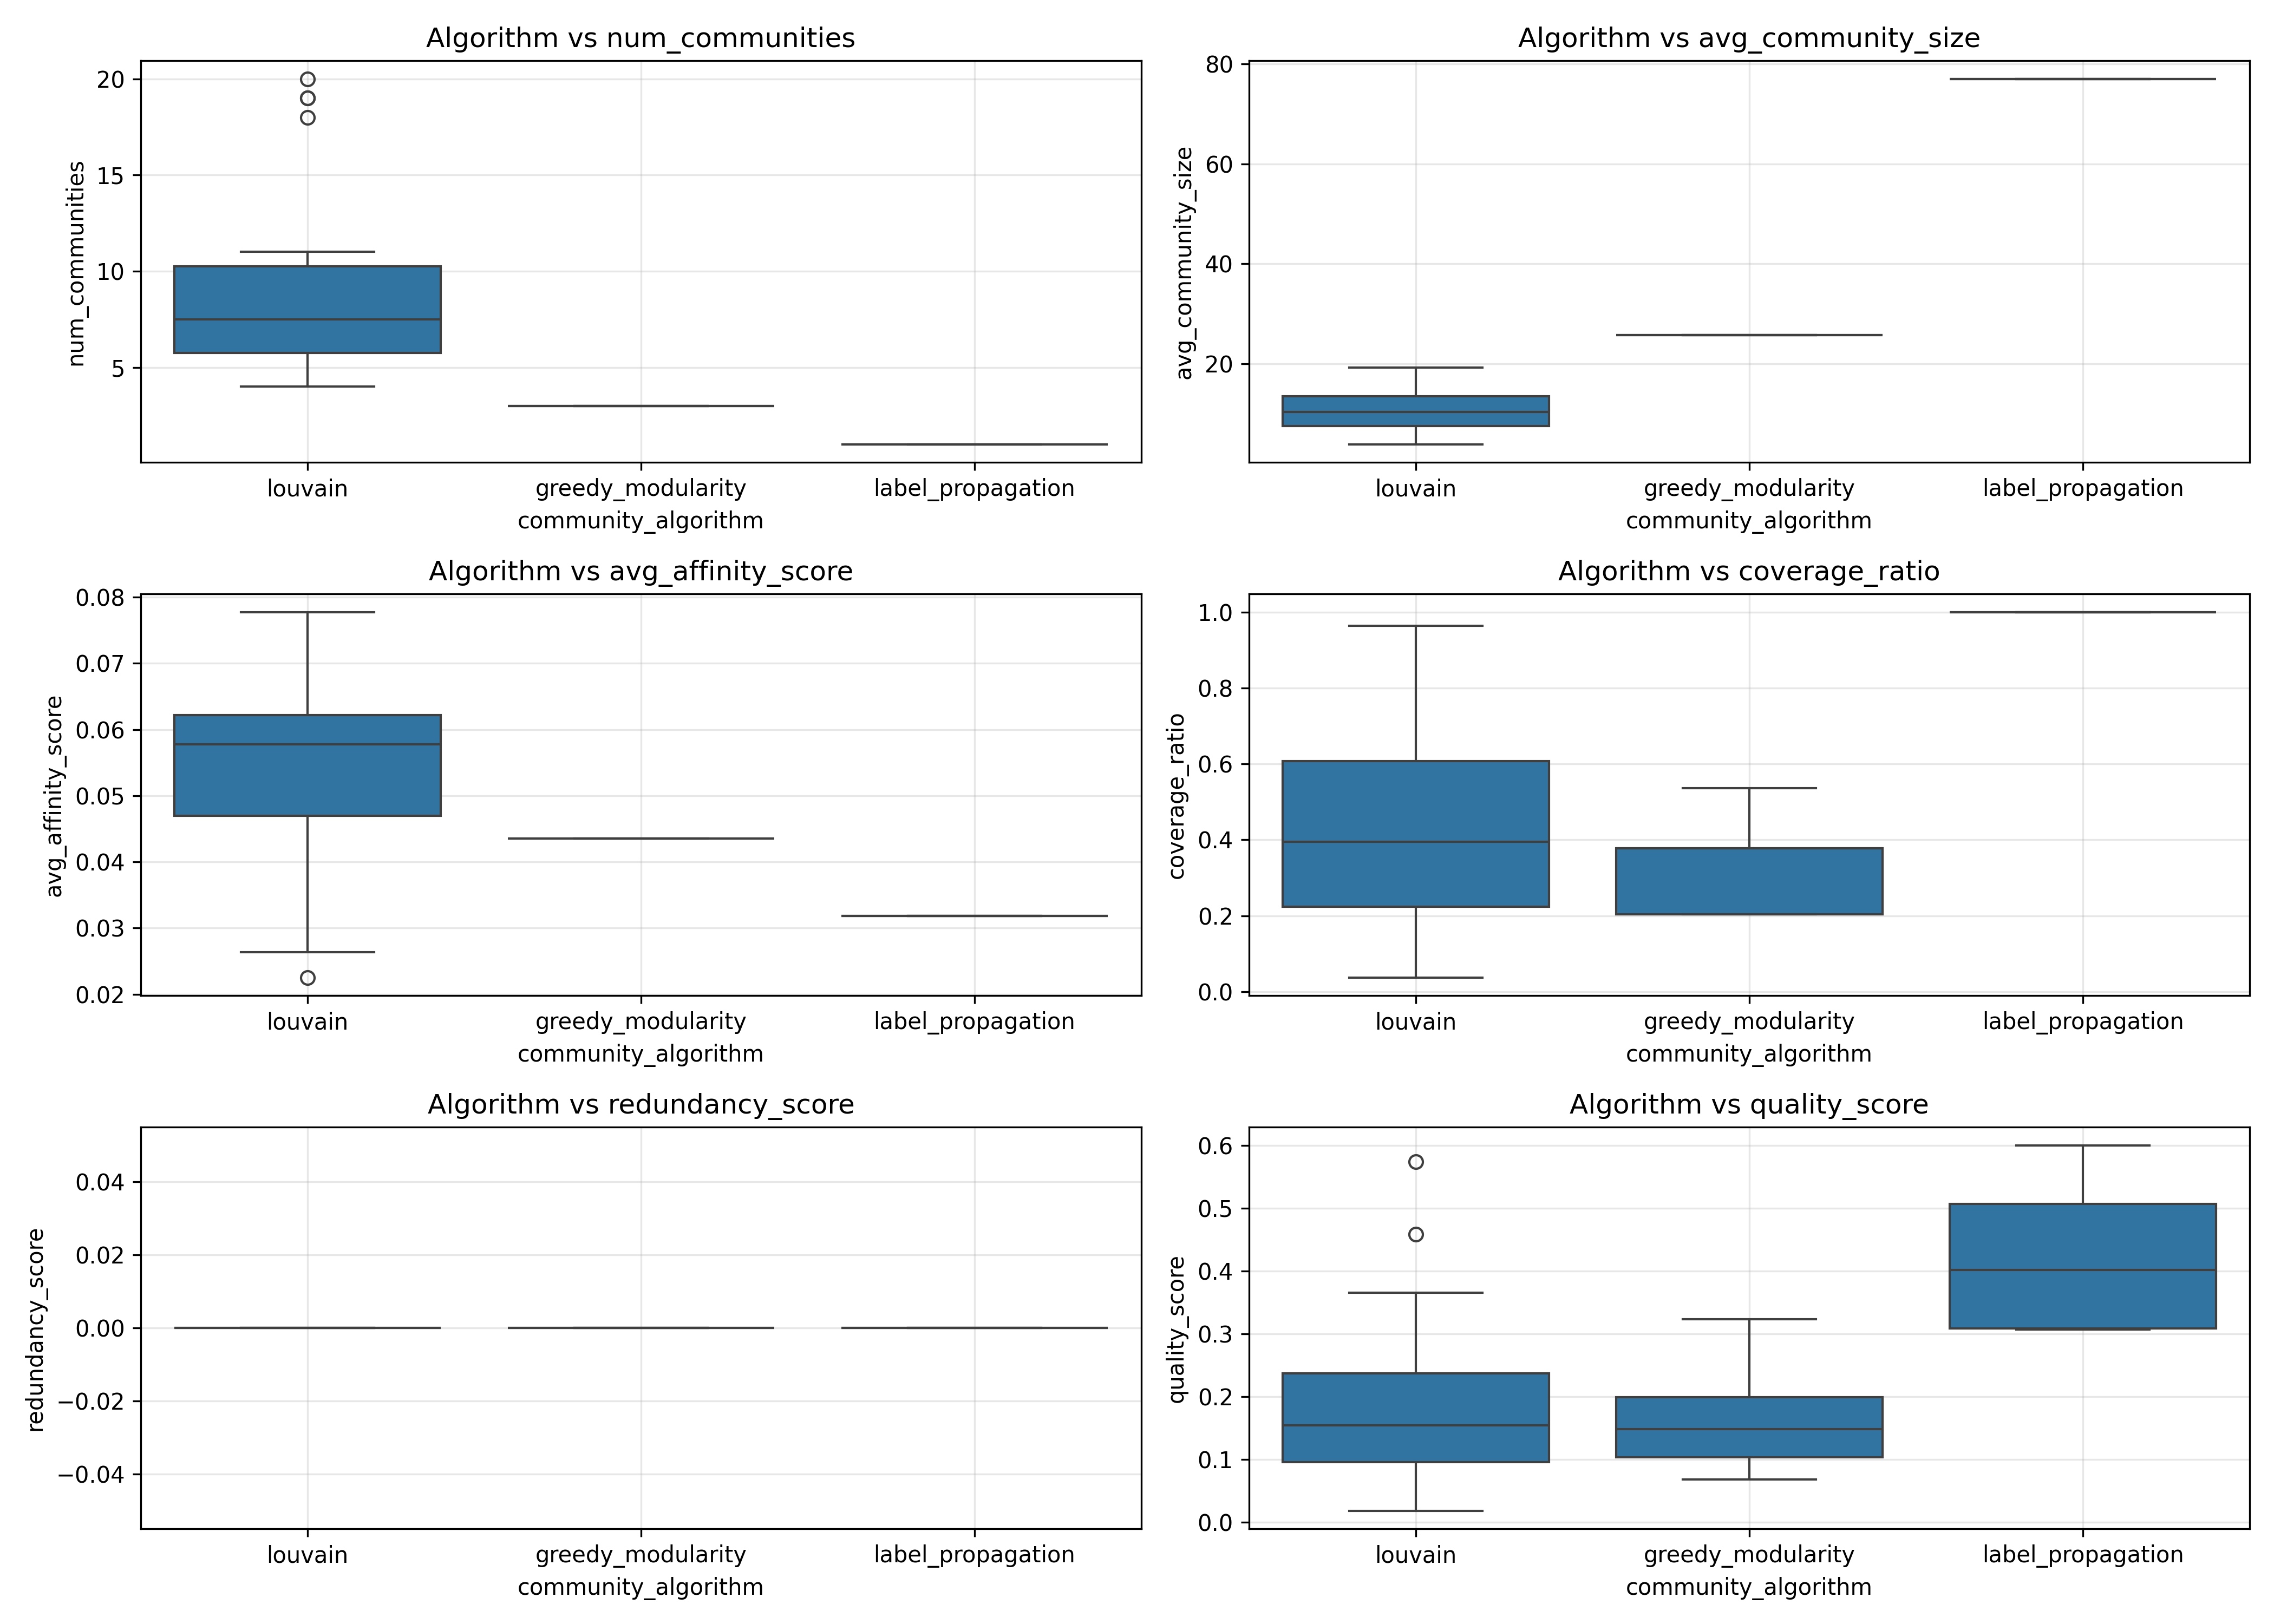 Algorithm vs num_communities
20
15
10
5
num_communities
louvain
greedy_modularity
label_propagation
community_algorithm
Algorithm vs avg_community_size
80
60
40
20
avg_community_size
louvain
greedy_modularity
label_propagation
community_algorithm
Algorithm vs avg_affinity_score
0.08
0.07
0.06
0.05
0.04
0.03
0.02
avg_affinity_score
louvain
greedy_modularity
label_propagation
community_algorithm
Algorithm vs coverage_ratio
1.0
0.8
0.6
0.4
0.2
0.0
coverage_ratio
louvain
greedy_modularity
label_propagation
community_algorithm
Algorithm vs redundancy_score
0.04
0.02
0.00
−0.02
−0.04
redundancy_score
louvain
greedy_modularity
label_propagation
community_algorithm
Algorithm vs quality_score
0.6
0.5
0.4
0.3
0.2
0.1
0.0
quality_score
louvain
greedy_modularity
label_propagation
community_algorithm